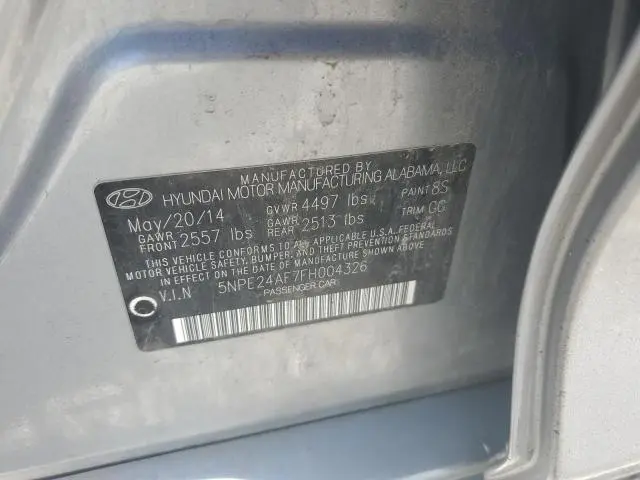 MANUFACTURED BY
HYUNDAI MOTOR MANUFACTURING ALABAMA, LLC
May/20/14 GVWR 4497 lbs PAINT 8S
GAWR FRONT 2557 lbs GAWR REAR 2513 lbs TRIM GG
THIS VEHICLE CONFORMS TO ALL APPLICABLE U.S.A. FEDERAL
MOTOR VEHICLE SAFETY, BUMPER, AND THEFT PREVENTION STANDARDS
IN EFFECT ON THE DATE OF MANUFACTURE SHOWN ABOVE.
V.I.N 5NPE24AF7FH004326
PASSENGER CAR